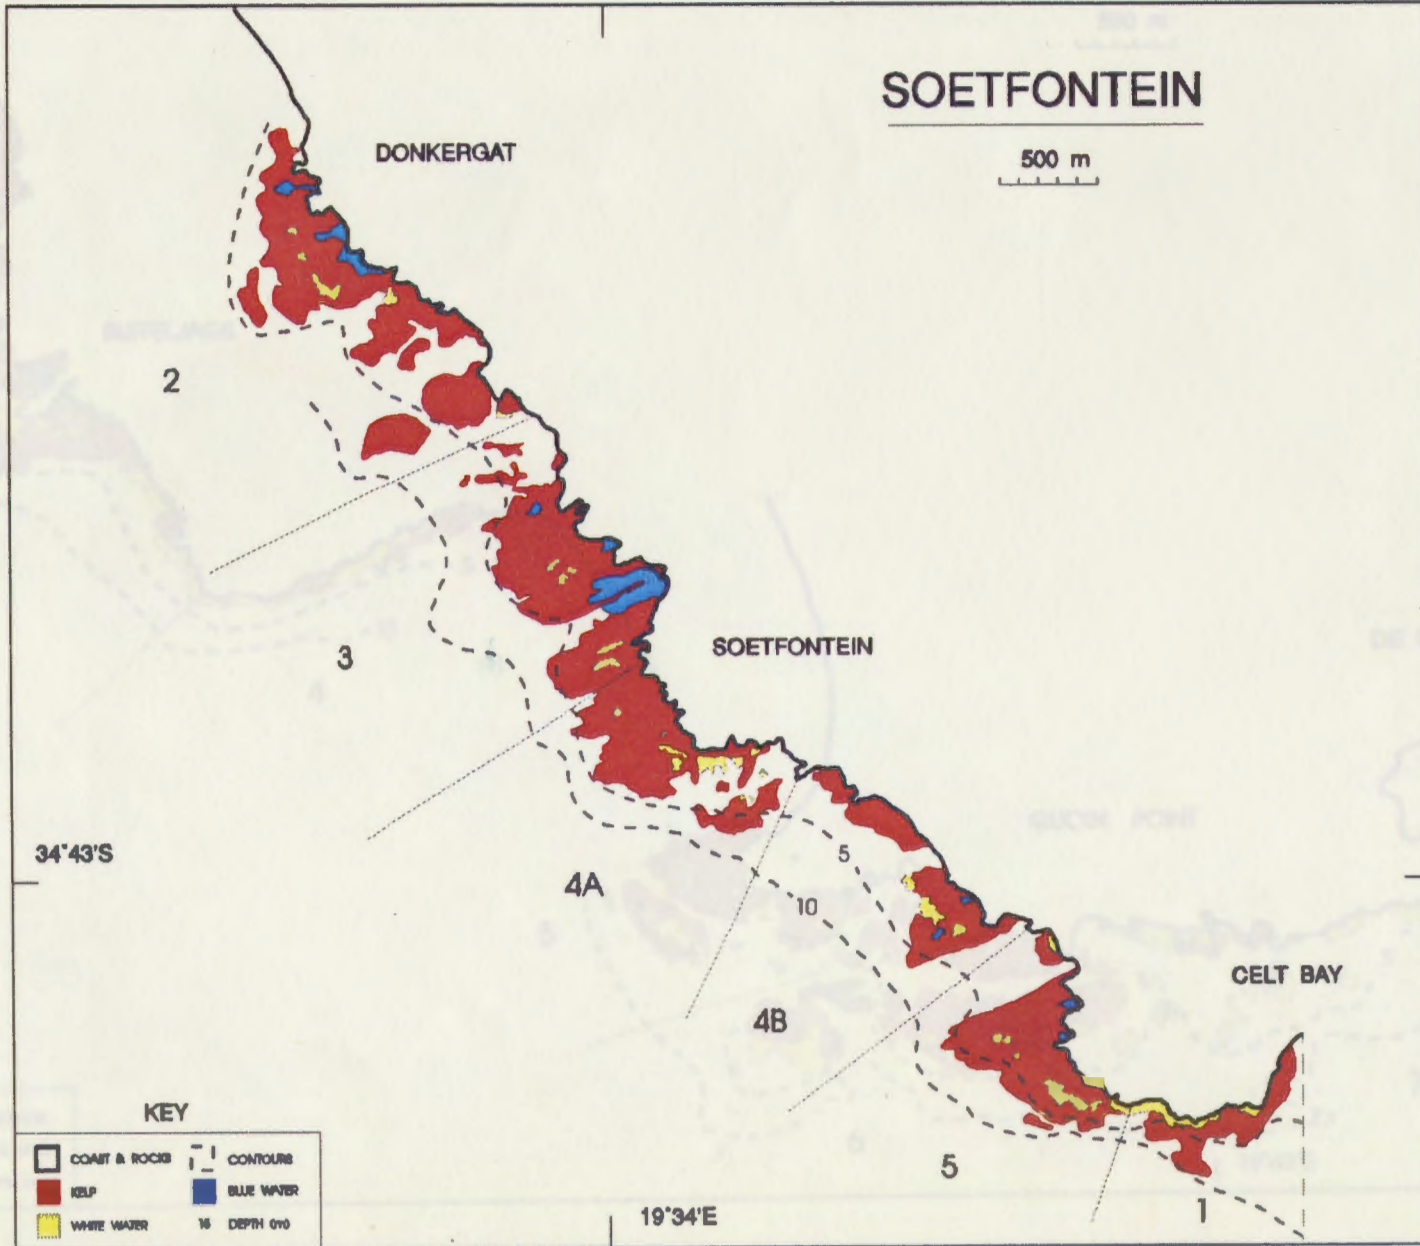 SOETFONTEIN
500 m
DONKERGAT
2
3
SOETFONTEIN
34°43'S
4A
5
10
4B
CELT BAY
5
1
19°34'E
KEY
COAST & ROCKS
CONTOURS
KELP
BLUE WATER
WHITE WATER
DEPTH